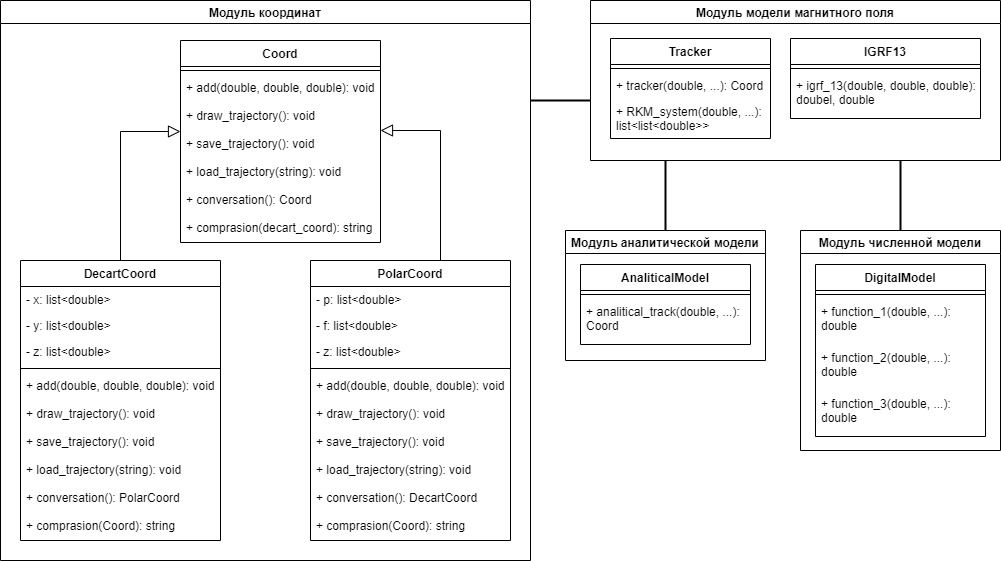 Модуль координат
Coord
+ add(double, double, double): void
+ draw_trajectory(): void
+ save_trajectory(): void
+ load_trajectory(string): void
+ conversation(): Coord
+ comprasion(decart_coord): string
DecartCoord
- x: list<double>
- y: list<double>
- z: list<double>
+ add(double, double, double): void
+ draw_trajectory(): void
+ save_trajectory(): void
+ load_trajectory(string): void
+ conversation(): PolarCoord
+ comprasion(Coord): string
PolarCoord
- p: list<double>
- f: list<double>
- z: list<double>
+ add(double, double, double): void
+ draw_trajectory(): void
+ save_trajectory(): void
+ load_trajectory(string): void
+ conversation(): DecartCoord
+ comprasion(Coord): string
Модуль модели магнитного поля
Tracker
+ tracker(double, ...): Coord
+ RKM_system(double, ...):
list<list<double>>
IGRF13
+ igrf_13(double, double, double):
doubel, double
Модуль аналитической модели
AnaliticalModel
+ analitical_track(double, ...):
Coord
Модуль численной модели
DigitalModel
+ function_1(double, ...):
double
+ function_2(double, ...):
double
+ function_3(double, ...):
double